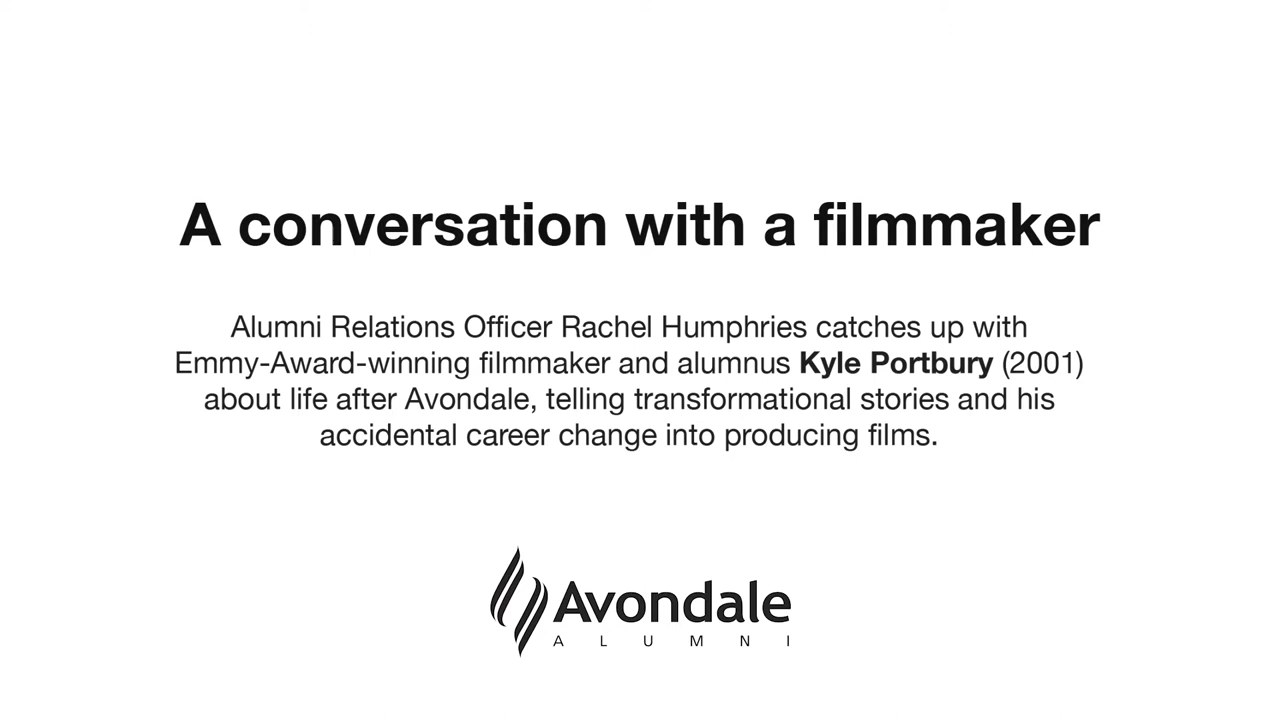 A conversation with a filmmaker
Alumni Relations Officer Rachel Humphries catches up with
Emmy-Award-winning filmmaker and alumnus Kyle Portbury (2001)
about life after Avondale, telling transformational stories and his
accidental career change into producing films.
Avondale
ALUMNI